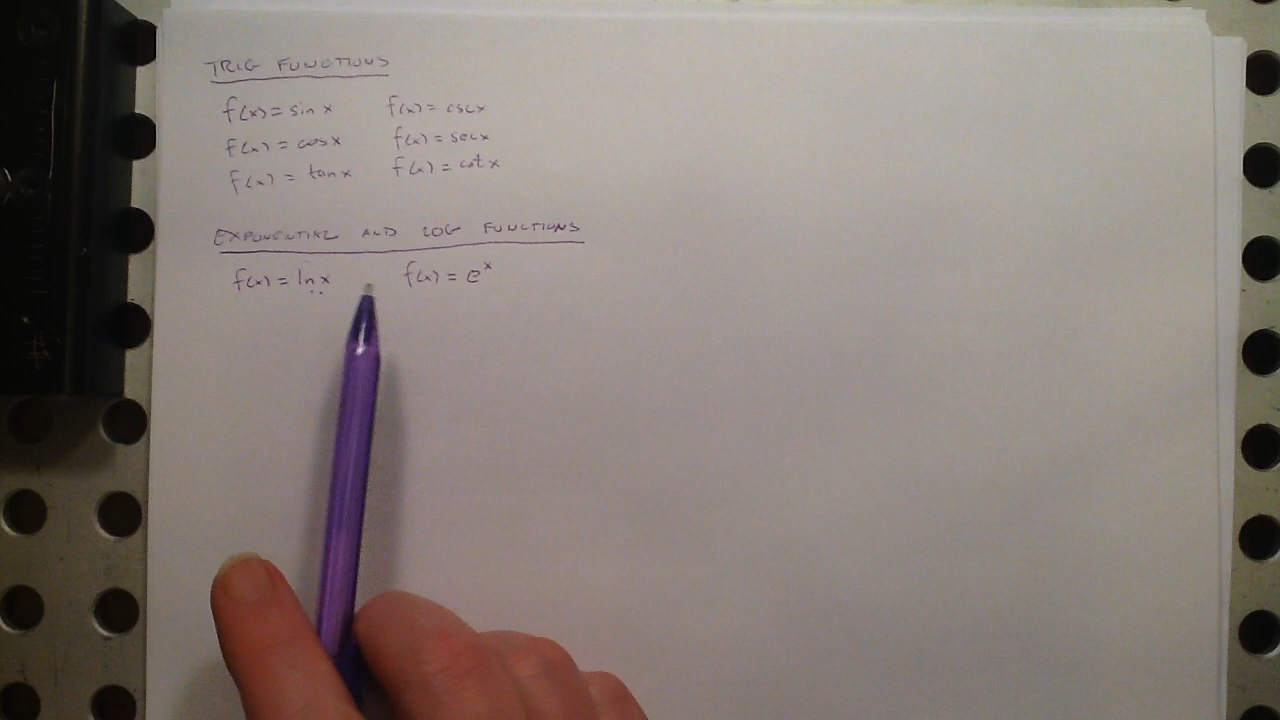 TRIG FUNCTIONS
f(x) = sin x f(x) = csc x
f(x) = cos x f(x) = sec x
f(x) = tan x f(x) = cot x
EXPONENTIAL AND LOG FUNCTIONS
f(x) = ln x f(x) = e^x